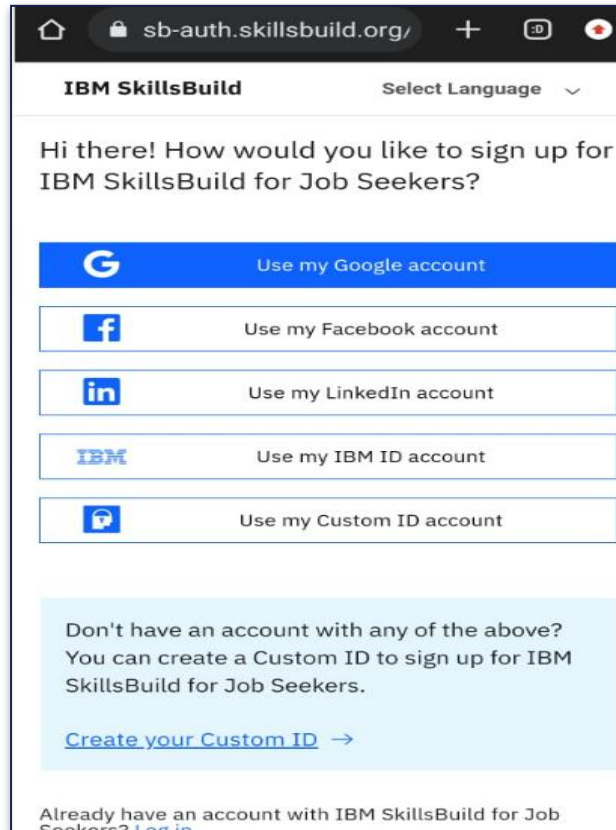 sb-auth.skillsbuild.org/
IBM SkillsBuild
Select Language
Hi there! How would you like to sign up for
IBM SkillsBuild for Job Seekers?
G
Use my Google account
f
Use my Facebook account
in
Use my LinkedIn account
IBM
Use my IBM ID account
Use my Custom ID account
Don't have an account with any of the above?
You can create a Custom ID to sign up for IBM
SkillsBuild for Job Seekers.
Create your Custom ID →
Already have an account with IBM SkillsBuild for Job
Seekers? Log in